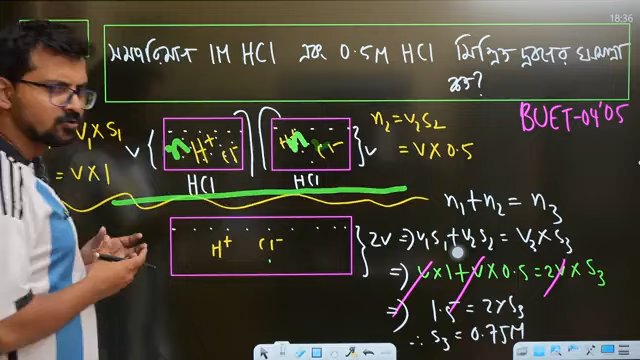 18:36
সমপরিমাণ 1M HCl এবং 0.5M HCl মিশ্রিত দ্রবণের ঘনমাত্রা
কত?
BUET-04'05
V₁×S₁
= V×1
V
n H⁺ Cl⁻
HCl
H⁺ n Cl⁻
HCl
V
n₂ = V₂S₂
= V×0.5
H⁺ Cl⁻
2V
n₁+n₂ = n₃
⇒ V₁S₁+V₂S₂ = V₃×S₃
⇒ V×1+V×0.5 = 2V×S₃
⇒ 1.5 = 2×S₃
∴ S₃ = 0.75M